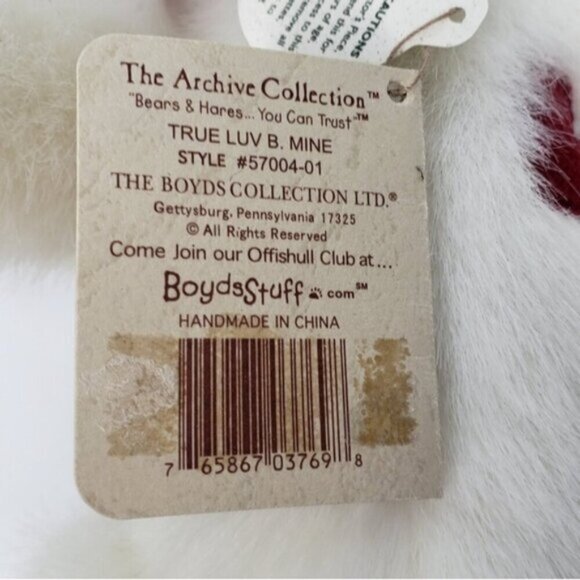 CAUTIONS
The Archive Collection™
"Bears & Hares... You Can Trust"™
TRUE LUV B. MINE
STYLE #57004-01
THE BOYDS COLLECTION LTD.®
Gettysburg, Pennsylvania 17325
© All Rights Reserved
Come Join our Offishull Club at...
BoydsStuff.com℠
HANDMADE IN CHINA
7 65867 03769 8